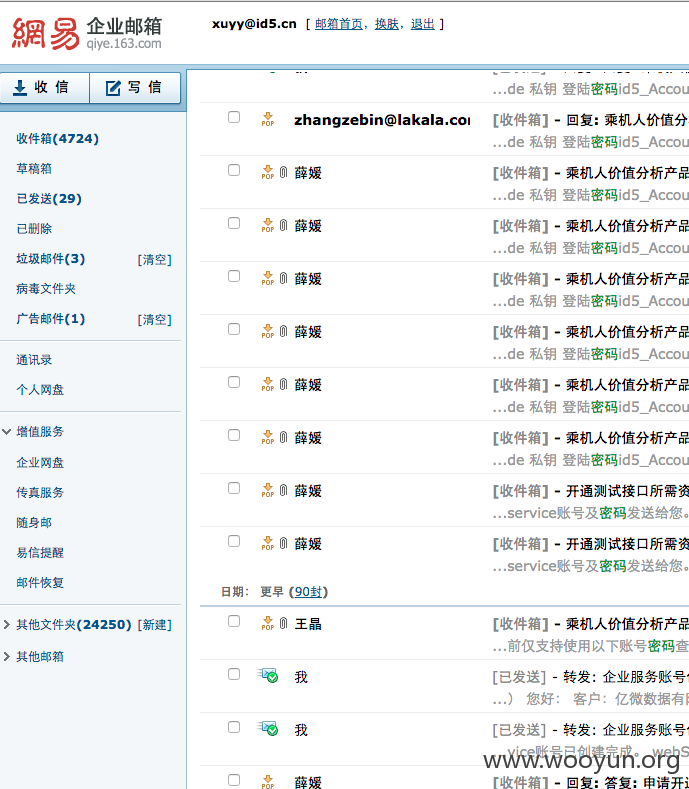 網易 企业邮箱
qiye.163.com
xuyy@id5.cn [ 邮箱首页, 换肤, 退出 ]
收 信
写 信
收件箱(4724)
草稿箱
已发送(29)
已删除
垃圾邮件(3) [清空]
病毒文件夹
广告邮件(1) [清空]
通讯录
个人网盘
增值服务
企业网盘
传真服务
随身邮
易信提醒
邮件恢复
其他文件夹(24250) [新建]
其他邮箱
...de 私钥 登陆密码id5_Accou
POP zhangzebin@lakala.com [收件箱] - 回复: 乘机人价值分
...de 私钥 登陆密码id5_Accou
POP 薛媛 [收件箱] - 乘机人价值分析产品
...de 私钥 登陆密码id5_Accou
POP 薛媛 [收件箱] - 乘机人价值分析产品
...de 私钥 登陆密码id5_Accou
POP 薛媛 [收件箱] - 乘机人价值分析产品
...de 私钥 登陆密码id5_Accou
POP 薛媛 [收件箱] - 乘机人价值分析产品
...de 私钥 登陆密码id5_Accou
POP 薛媛 [收件箱] - 乘机人价值分析产品
...de 私钥 登陆密码id5_Accou
POP 薛媛 [收件箱] - 乘机人价值分析产品
...de 私钥 登陆密码id5_Accou
POP 薛媛 [收件箱] - 开通测试接口所需资
...service账号及密码发送给您。
POP 薛媛 [收件箱] - 开通测试接口所需资
...service账号及密码发送给您。
日期: 更早 (90封)
POP 王晶 [收件箱] - 乘机人价值分析产品
...前仅支持使用以下账号密码查
我 [已发送] - 转发: 企业服务账号
...） 您好: 客户: 亿微数据有
我 [已发送] - 转发: 企业服务账号
...vice账号已创建完成。 webS
www.wooyun.org
POP 薛媛 [收件箱] - 回复: 答复: 申请开